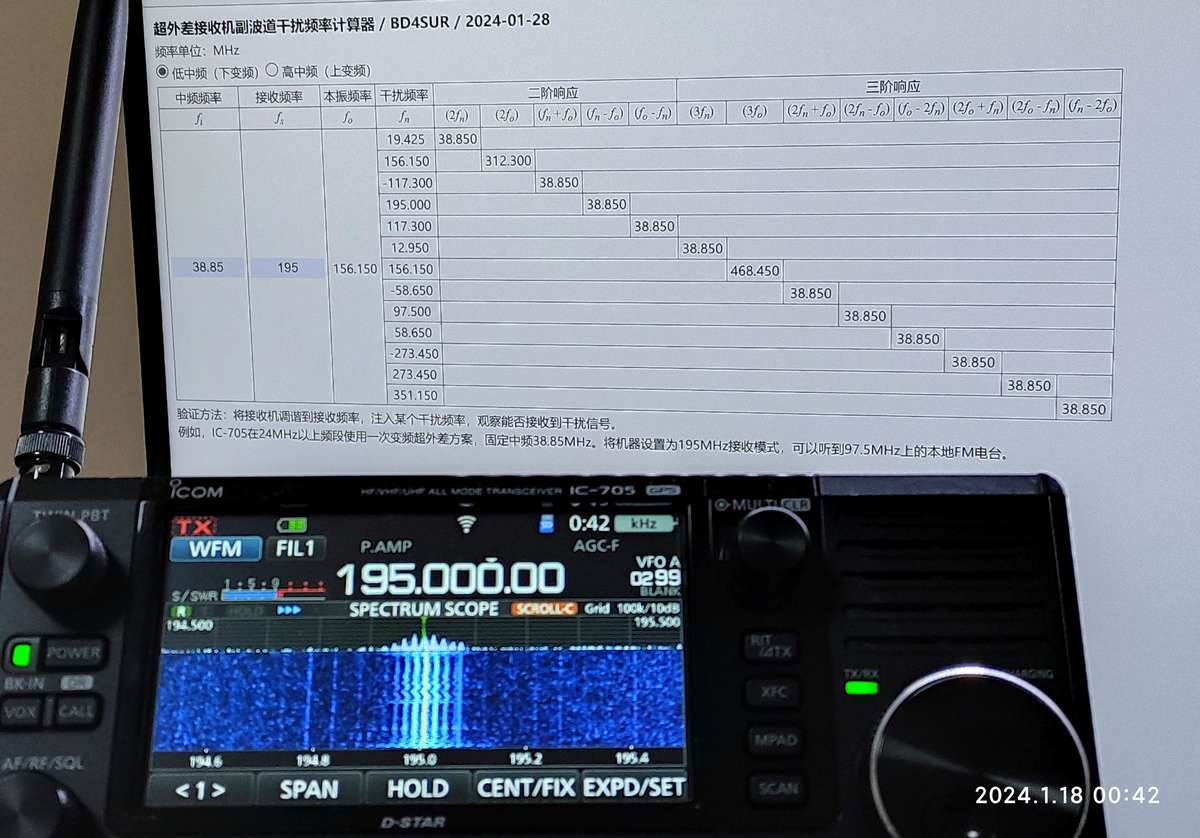 超外差接收机副波道干扰频率计算器 / BD4SUR / 2024-01-28
频率单位：MHz
低中频（下变频） 高中频（上变频）
中频频率 接收频率 本振频率 干扰频率 二阶响应 三阶响应
fi fs fo fn (2fn) (2fo) (fn+fo) (fn-fo) (fo-fn) (3fn) (3fo) (2fn+fo) (2fn-fo) (fo-2fn) (2fo+fn) (2fo-fn) (fn-2fo)
19.425 38.850
156.150 312.300
-117.300 38.850
195.000 38.850
117.300 38.850
12.950 38.850
38.85 195 156.150 156.150 468.450
-58.650 38.850
97.500 38.850
58.650 38.850
-273.450 38.850
273.450 38.850
351.150 38.850
验证方法：将接收机调谐到接收频率，注入某个干扰频率，观察能否接收到干扰信号。
例如，IC-705在24MHz以上频段使用一次变频超外差方案，固定中频38.85MHz。将机器设置为195MHz接收模式，可以听到97.5MHz上的本地FM电台。
ICOM HF/VHF/UHF ALL MODE TRANSCEIVER IC-705 GPS
TWIN PBT
MULTI CLR
TX 0:42 kHz
WFM FIL1 P.AMP AGC-F
195.000.00 VFO A
0299
BLANK
1 5 9
S/SWR
R T HOLD SPECTRUM SCOPE SCROLL-C Grid 100k/10dB
194.500 195.500
194.6 194.8 195.0 195.2 195.4
<1> SPAN HOLD CENT/FIX EXPD/SET
D-STAR
POWER
BK-IN
VOX CALL
AF/RF/SQL
RIT
XFC
MPAD
SCAN
TX/RX
CHARGING
2024.1.18 00:42